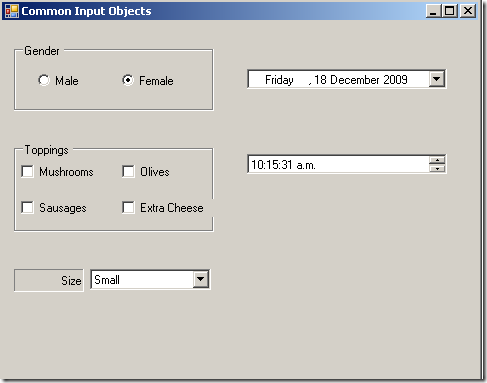 Common Input Objects
Gender
Male Female
Friday , 18 December 2009
Toppings
Mushrooms Olives
10:15:31 a.m.
Sausages Extra Cheese
Size Small